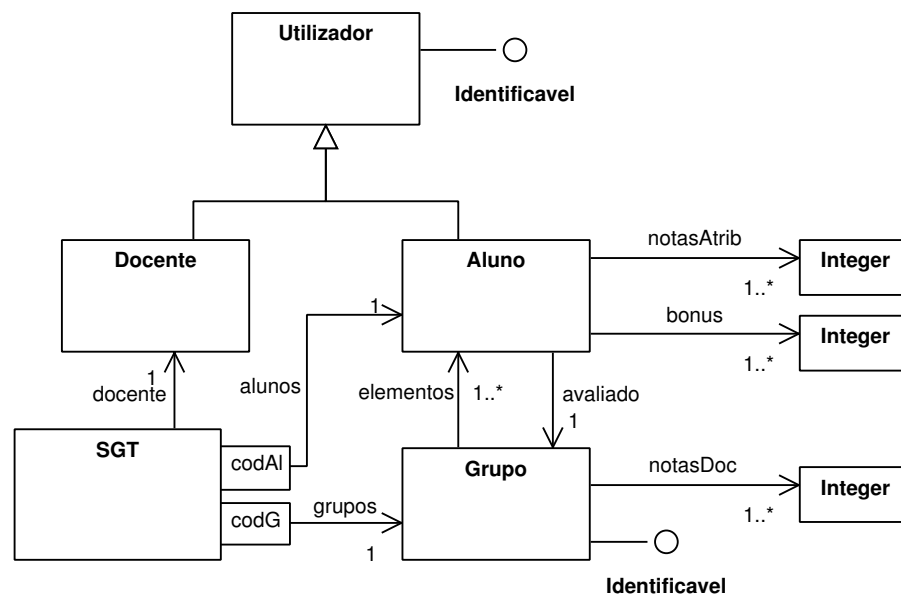 Utilizador
Identificavel
Docente
Aluno
notasAtrib
1..*
Integer
bonus
1..*
Integer
1
docente
alunos
1
elementos
1..*
avaliado
1
SGT
codAl
codG
grupos
1
Grupo
notasDoc
1..*
Integer
Identificavel